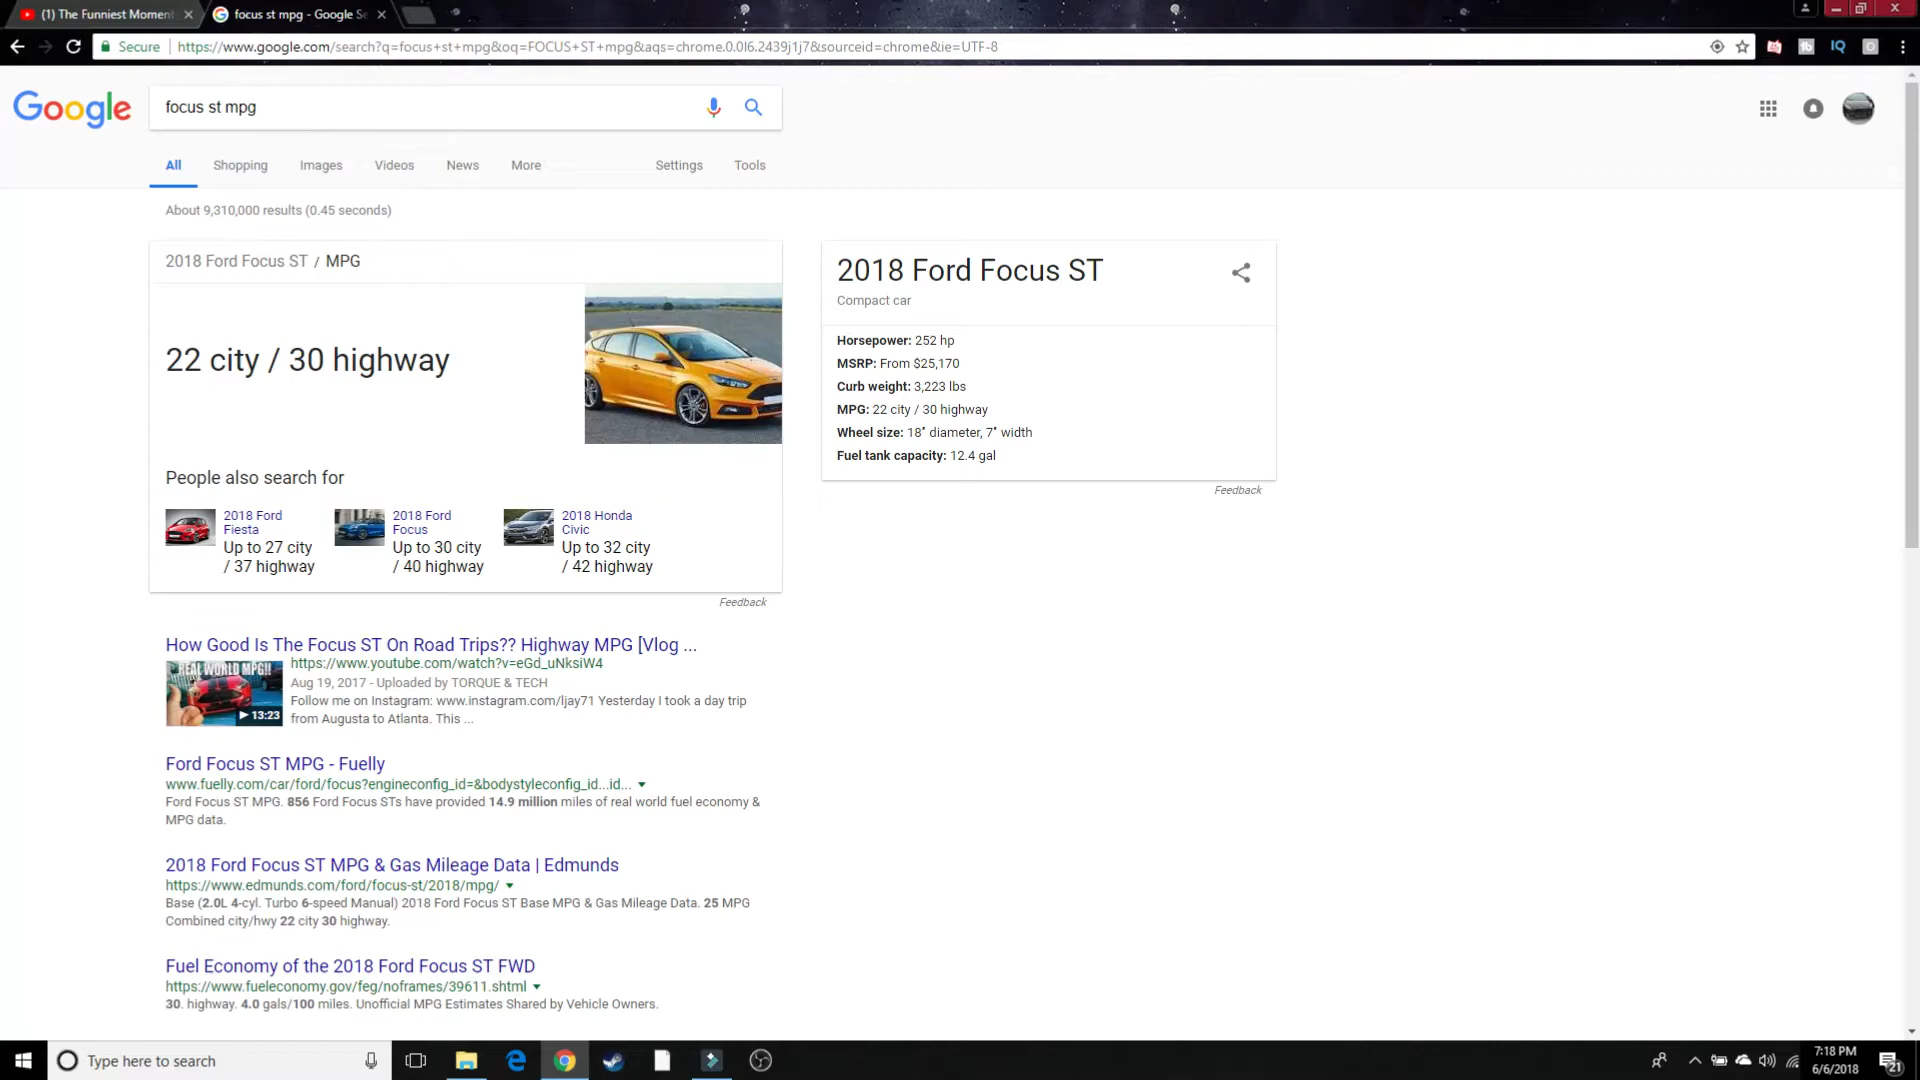 (1) The Funniest Moment
focus st mpg - Google Se
Secure
https://www.google.com/search?q=focus+st+mpg&oq=FOCUS+ST+mpg&aqs=chrome.0.0l6.2439j1j7&sourceid=chrome&ie=UTF-8
IQ
Google
focus st mpg
All Shopping Images Videos News More Settings Tools
About 9,310,000 results (0.45 seconds)
2018 Ford Focus ST / MPG
22 city / 30 highway
People also search for
2018 Ford
Fiesta
Up to 27 city
/ 37 highway
2018 Ford
Focus
Up to 30 city
/ 40 highway
2018 Honda
Civic
Up to 32 city
/ 42 highway
Feedback
2018 Ford Focus ST
Compact car
Horsepower: 252 hp
MSRP: From $25,170
Curb weight: 3,223 lbs
MPG: 22 city / 30 highway
Wheel size: 18″ diameter, 7″ width
Fuel tank capacity: 12.4 gal
Feedback
How Good Is The Focus ST On Road Trips?? Highway MPG [Vlog ...
REAL WORLD MPG!!
13:23
https://www.youtube.com/watch?v=eGd_uNksiW4
Aug 19, 2017 - Uploaded by TORQUE & TECH
Follow me on Instagram: www.instagram.com/ljay71 Yesterday I took a day trip
from Augusta to Atlanta. This ...
Ford Focus ST MPG - Fuelly
www.fuelly.com/car/ford/focus?engineconfig_id=&bodystyleconfig_id...id...
Ford Focus ST MPG. 856 Ford Focus STs have provided 14.9 million miles of real world fuel economy &
MPG data.
2018 Ford Focus ST MPG & Gas Mileage Data | Edmunds
https://www.edmunds.com/ford/focus-st/2018/mpg/
Base (2.0L 4-cyl. Turbo 6-speed Manual) 2018 Ford Focus ST Base MPG & Gas Mileage Data. 25 MPG
Combined city/hwy 22 city 30 highway.
Fuel Economy of the 2018 Ford Focus ST FWD
https://www.fueleconomy.gov/feg/noframes/39611.shtml
30. highway. 4.0 gals/100 miles. Unofficial MPG Estimates Shared by Vehicle Owners.
Type here to search
7:18 PM
6/6/2018
21